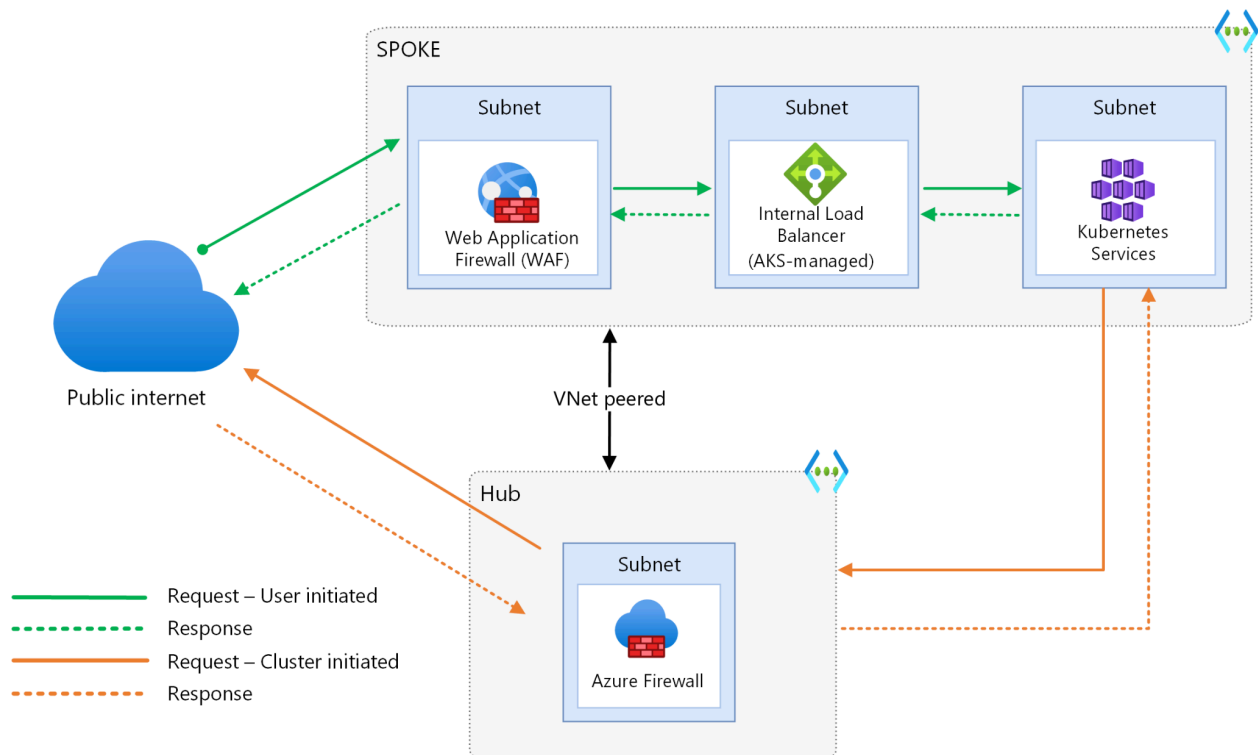 SPOKE
Subnet
Web Application
Firewall (WAF)
Subnet
Internal Load
Balancer
(AKS-managed)
Subnet
Kubernetes
Services
Public internet
VNet peered
Hub
Subnet
Azure Firewall
Request – User initiated
Response
Request – Cluster initiated
Response